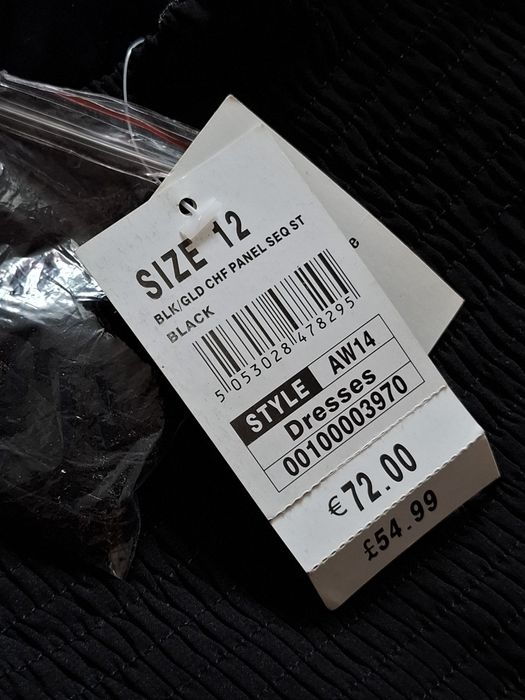 SIZE 12
BLK/GLD CHF PANEL SEQ ST
BLACK
5 053028 478295
STYLE AW14
Dresses
00100003970
€72.00
£54.99
e